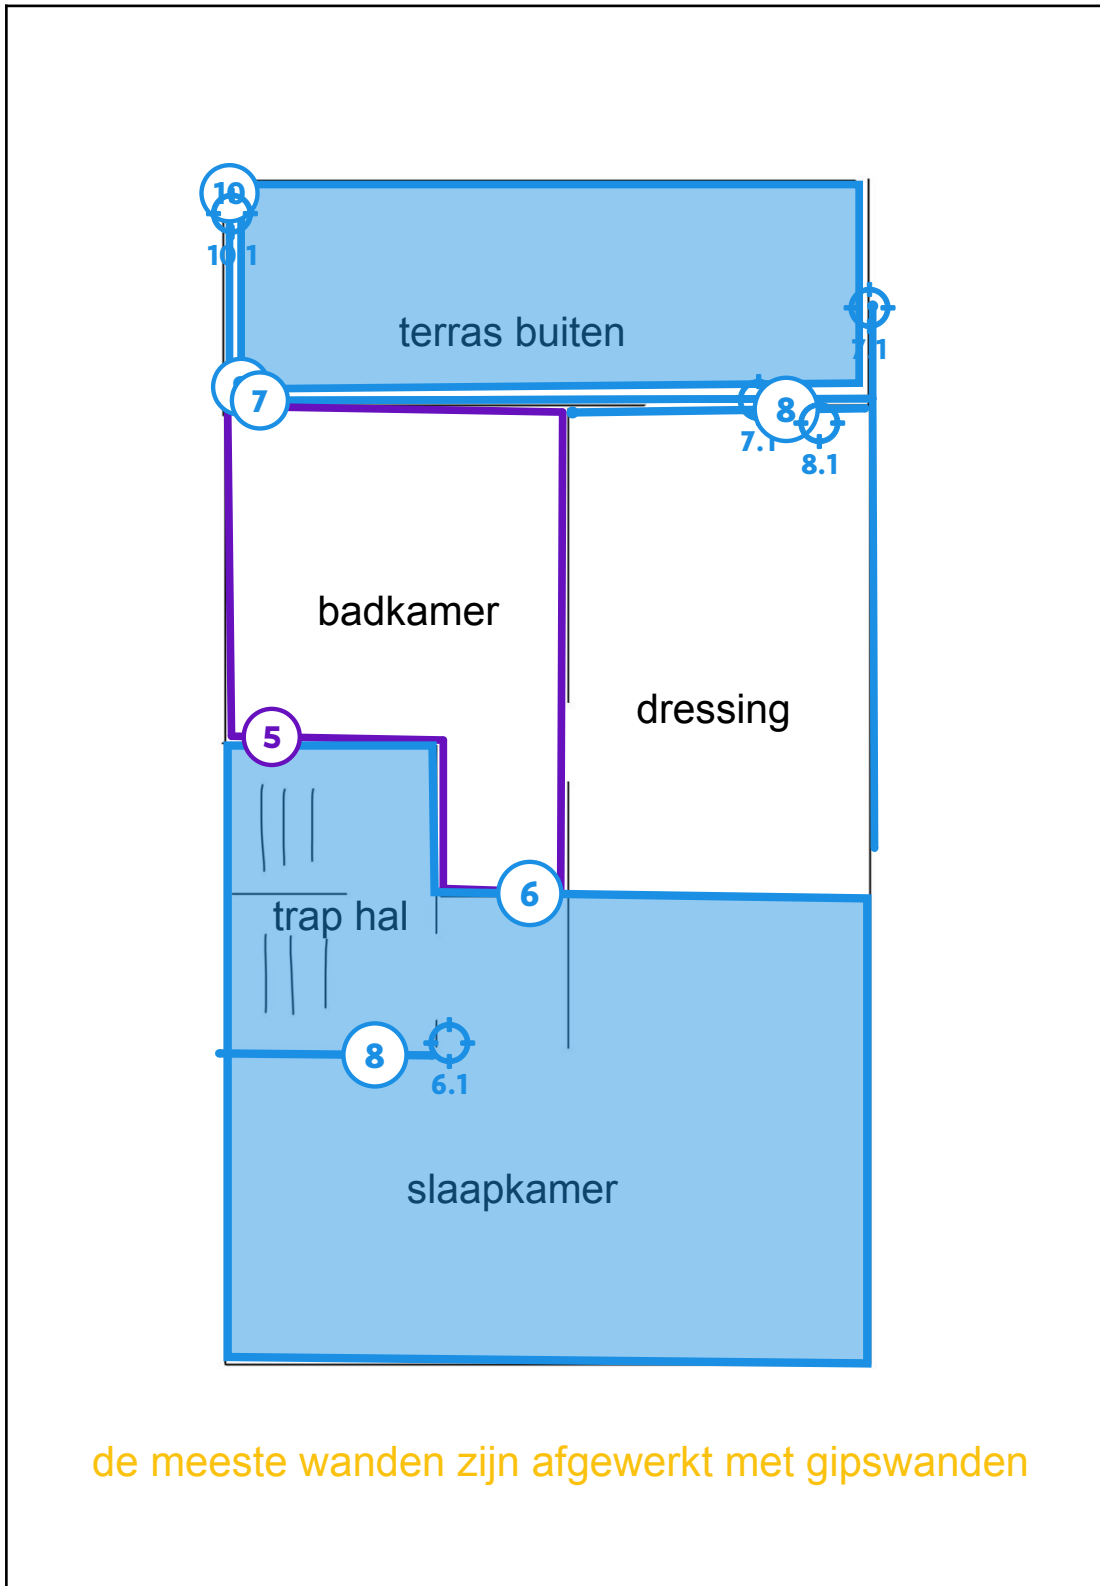 10
10.1
terras buiten
7.1
7
8
7.1
8.1
badkamer
dressing
5
6
trap hal
8
6.1
slaapkamer
de meeste wanden zijn afgewerkt met gipswanden